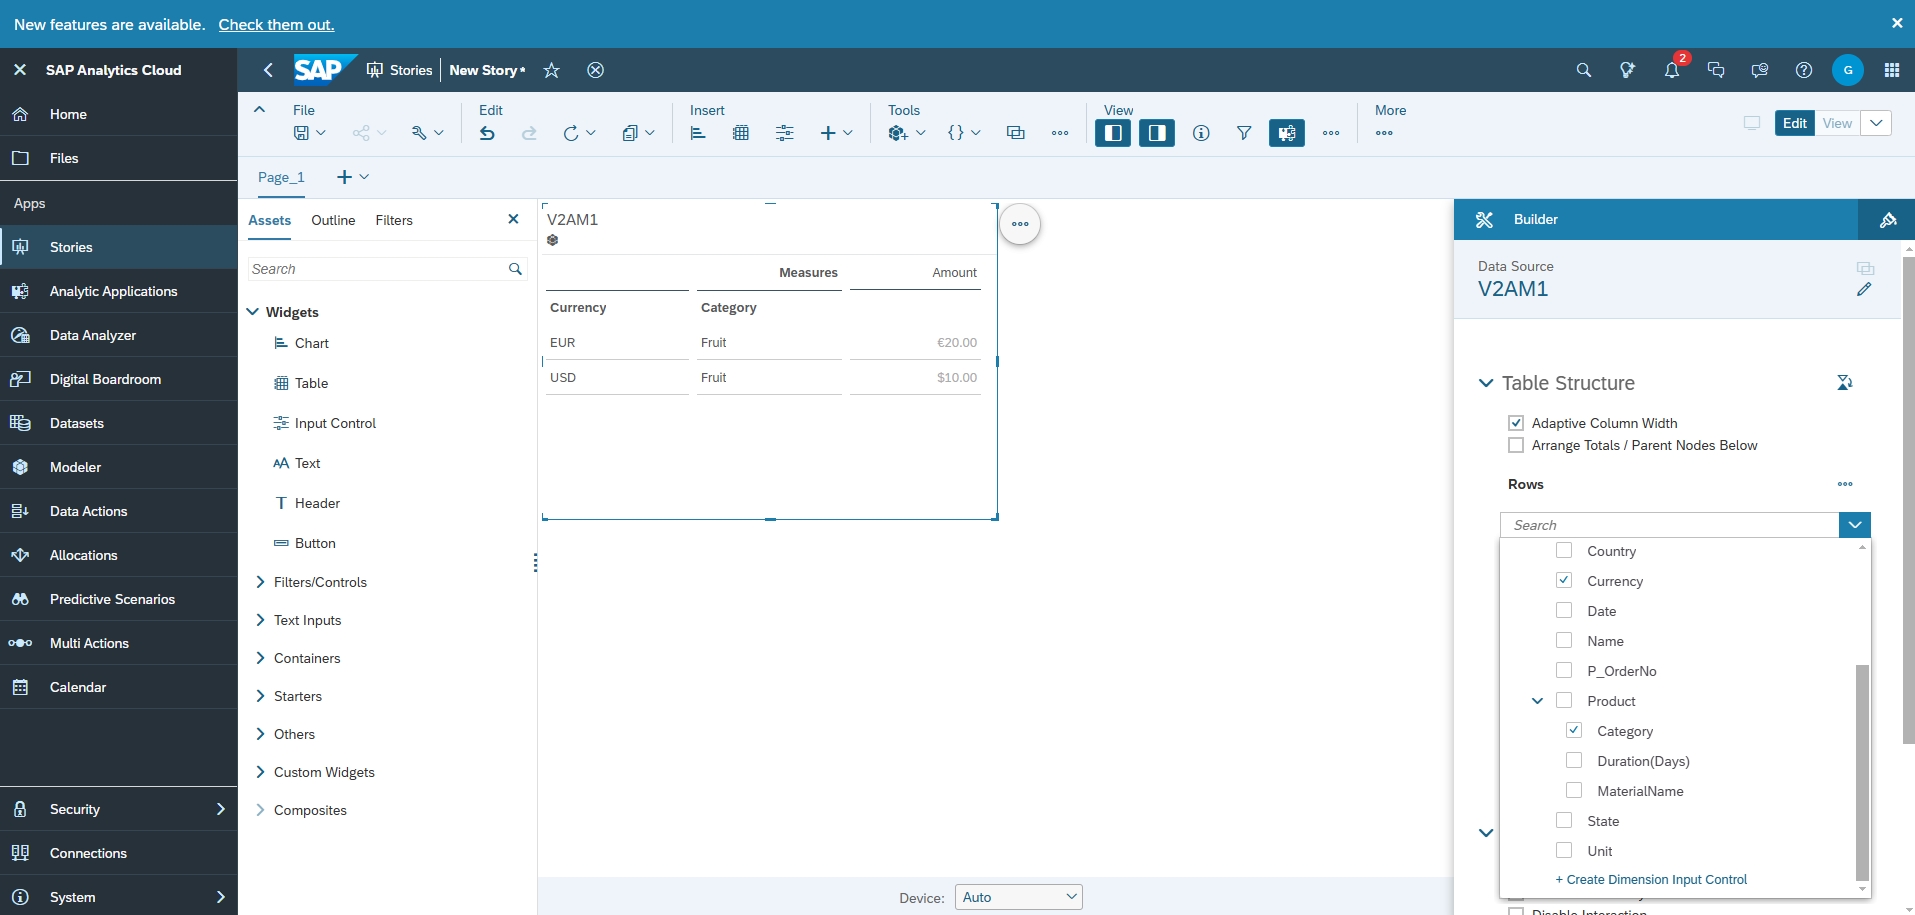 New features are available. Check them out.
SAP Analytics Cloud
SAP Stories New Story *
2
G
Home
Files
Apps
Stories
Analytic Applications
Data Analyzer
Digital Boardroom
Datasets
Modeler
Data Actions
Allocations
Predictive Scenarios
Multi Actions
Calendar
Security
Connections
System
File
Edit
Insert
Tools
View
More
Edit View
Page_1
Assets Outline Filters
Search
Widgets
Chart
Table
Input Control
Text
Header
Button
Filters/Controls
Text Inputs
Containers
Starters
Others
Custom Widgets
Composites
V2AM1
Measures Amount
Currency Category
EUR Fruit €20.00
USD Fruit $10.00
Device: Auto
Builder
Data Source
V2AM1
Table Structure
Adaptive Column Width
Arrange Totals / Parent Nodes Below
Rows
Search
Country
Currency
Date
Name
P_OrderNo
Product
Category
Duration(Days)
MaterialName
State
Unit
+ Create Dimension Input Control
Disable Interaction